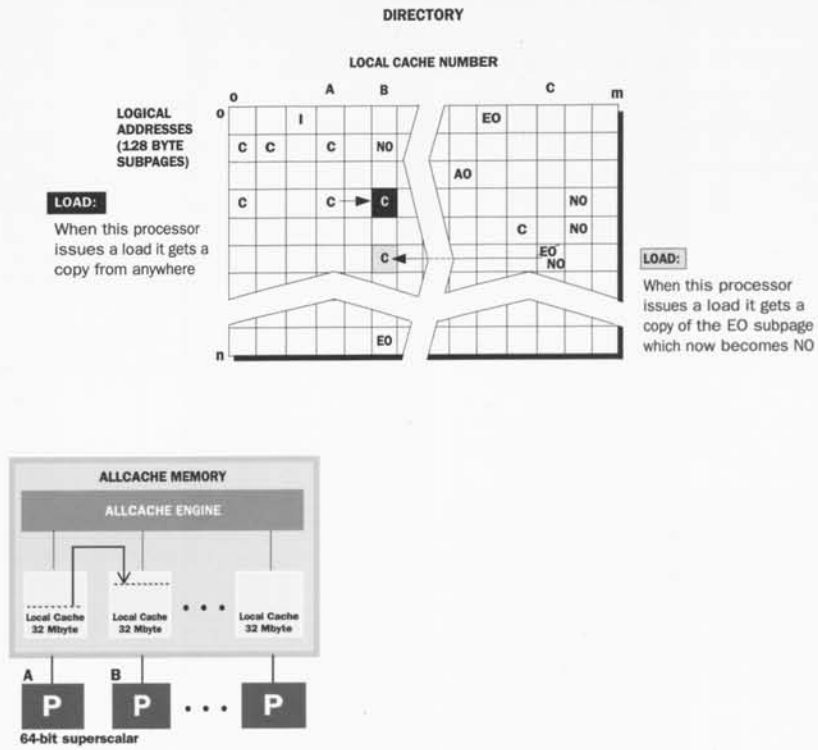 DIRECTORY
LOCAL CACHE NUMBER
o A B C m
LOGICAL
ADDRESSES
(128 BYTE
SUBPAGES)
o
I EO
C C C NO
AO
C C C NO
C NO
C EO
NO
EO
n
LOAD:
When this processor
issues a load it gets a
copy from anywhere
LOAD:
When this processor
issues a load it gets a
copy of the EO subpage
which now becomes NO
ALLCACHE MEMORY
ALLCACHE ENGINE
Local Cache
32 Mbyte
Local Cache
32 Mbyte
Local Cache
32 Mbyte
A B
P P P
64-bit superscalar